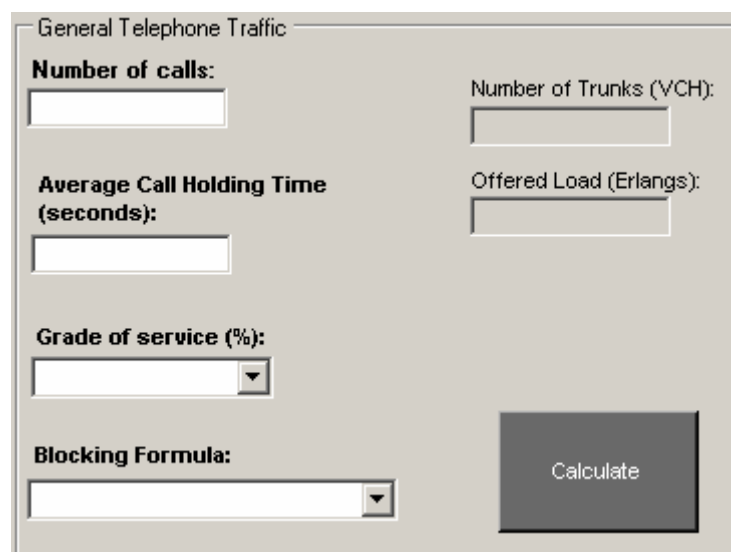 General Telephone Traffic
Number of calls:
Number of Trunks (VCH):
Average Call Holding Time
(seconds):
Offered Load (Erlangs):
Grade of service (%):
Blocking Formula:
Calculate